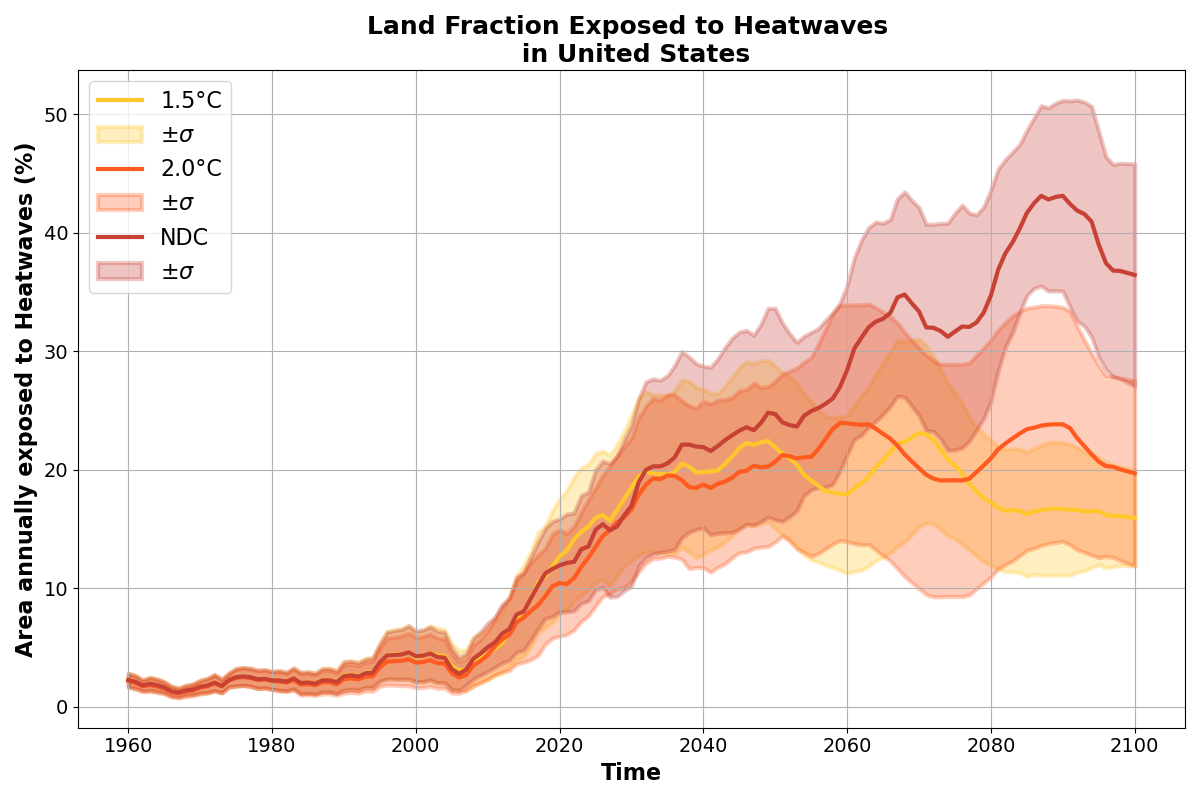 Land Fraction Exposed to Heatwaves
in United States
1.5°C
±σ
2.0°C
±σ
NDC
±σ
Area annually exposed to Heatwaves (%)
50
40
30
20
10
0
1960 1980 2000 2020 2040 2060 2080 2100
Time